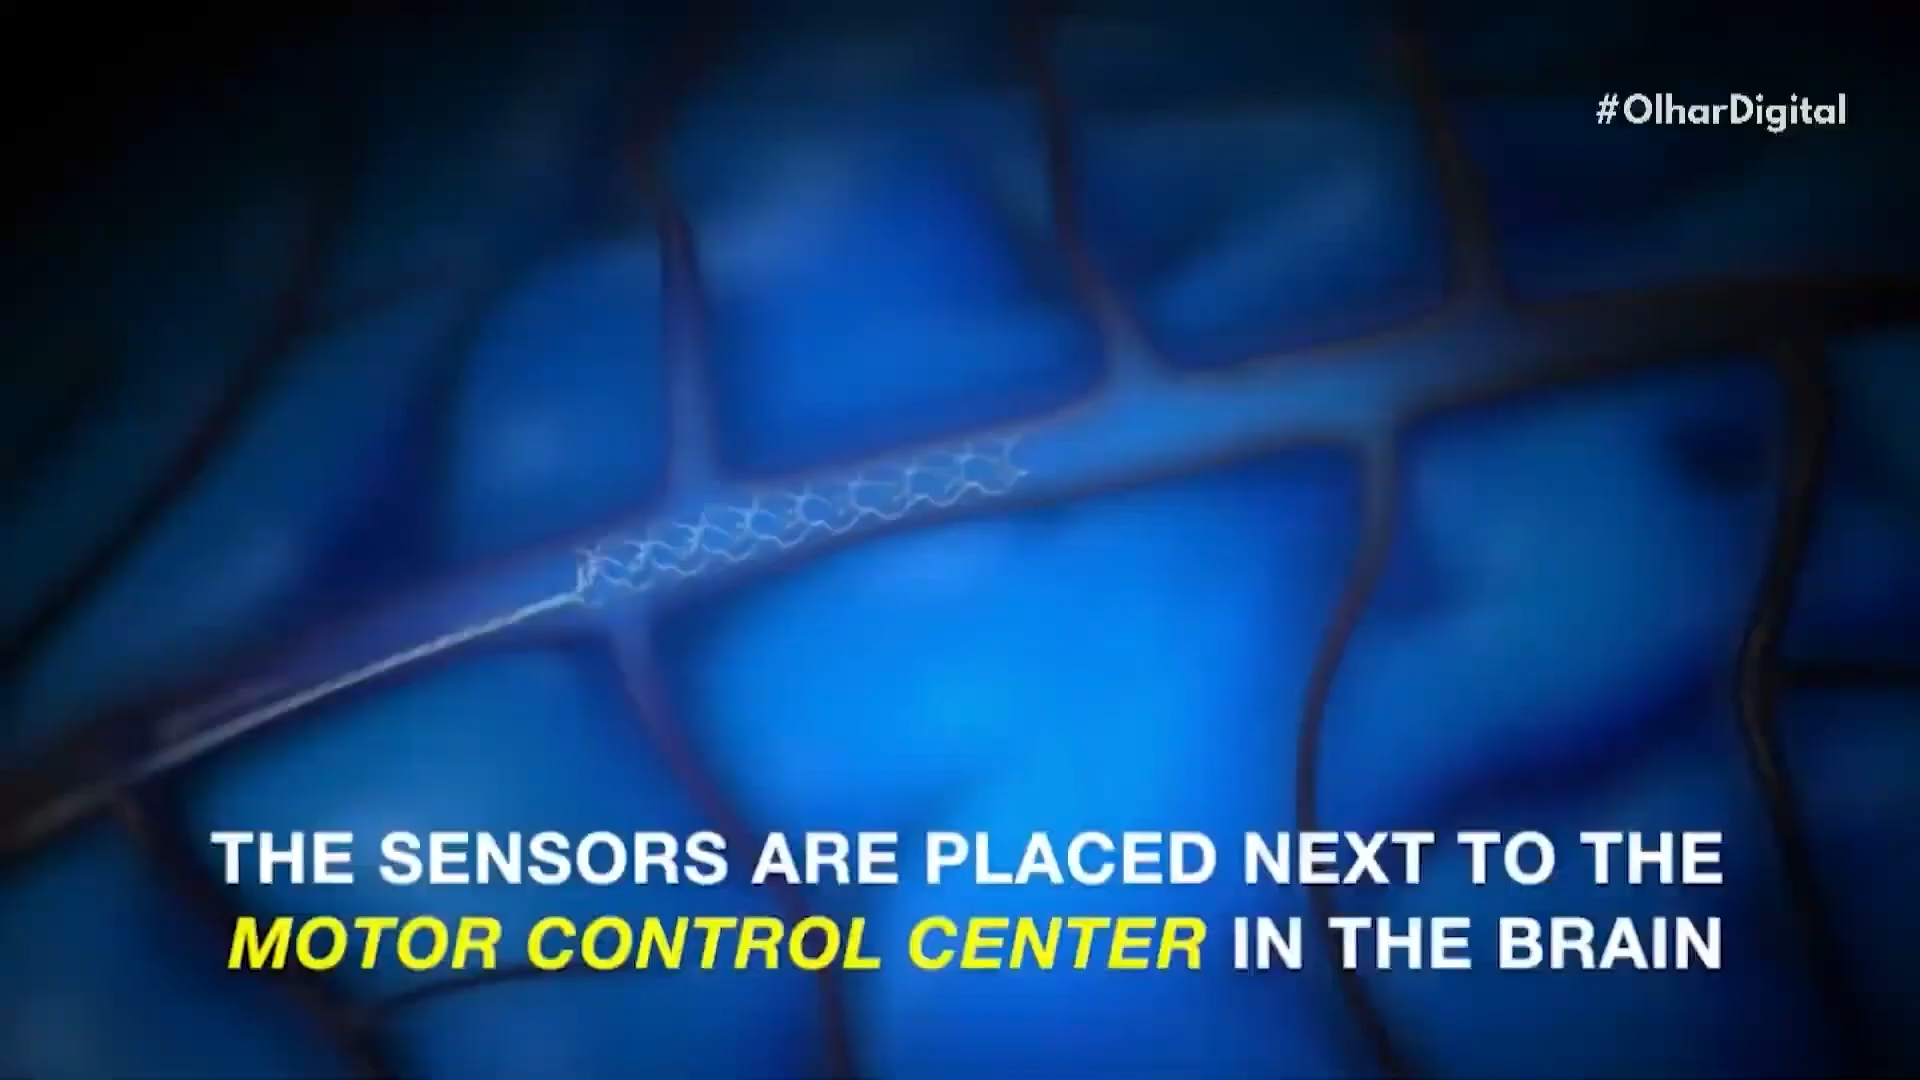 #OlharDigital
THE SENSORS ARE PLACED NEXT TO THE
MOTOR CONTROL CENTER IN THE BRAIN